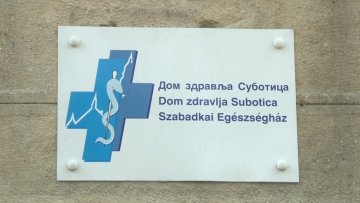 Дом здравља Суботица
Dom zdravlja Subotica
Szabadkai Egészségház